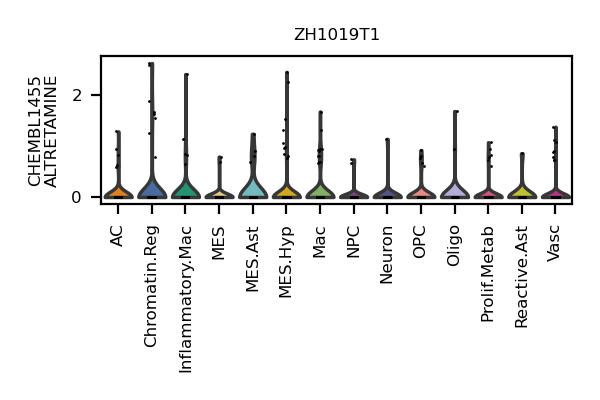 ZH1019T1
CHEMBL1455
ALTRETAMINE
2
0
AC
Chromatin.Reg
Inflammatory.Mac
MES
MES.Ast
MES.Hyp
Mac
NPC
Neuron
OPC
Oligo
Prolif.Metab
Reactive.Ast
Vasc